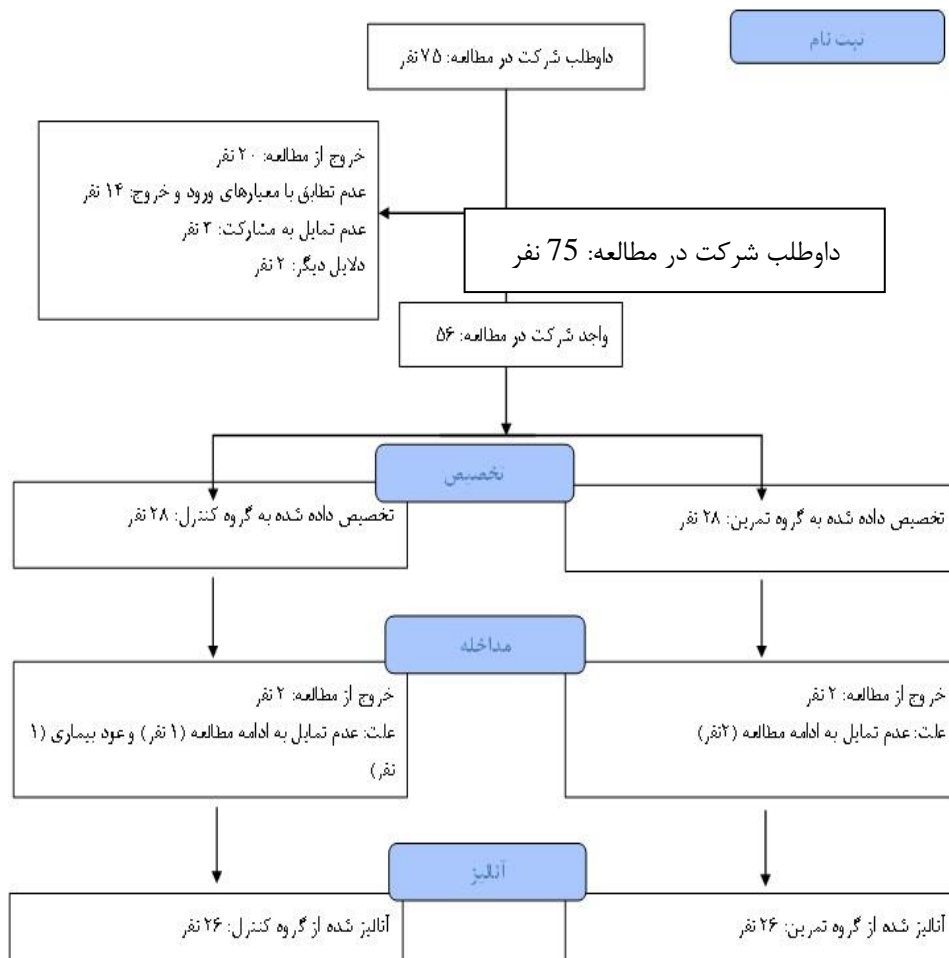 ثبت نام
داوطلب شرکت در مطالعه: ۷۵ نفر
خروج از مطالعه: ۲۰ نفر
عدم تطابق با معیارهای ورود و خروج: ۱۴ نفر
عدم تمایل به مشارکت: ۳ نفر
دلایل دیگر: ۲ نفر
داوطلب شرکت در مطالعه: 75 نفر
واجد شرکت در مطالعه: ۵۶
تخصیص
تخصیص داده شده به گروه تمرین: ۲۸ نفر
تخصیص داده شده به گروه کنترل: ۲۸ نفر
مداخله
خروج از مطالعه: ۲ نفر
علت: عدم تمایل به ادامه مطالعه (۲نفر)
خروج از مطالعه: ۲ نفر
علت: عدم تمایل به ادامه مطالعه (۱ نفر) و عود بیماری (۱
نفر)
آنالیز
آنالیز شده از گروه تمرین: ۲۶ نفر
آنالیز شده از گروه کنترل: ۲۶ نفر